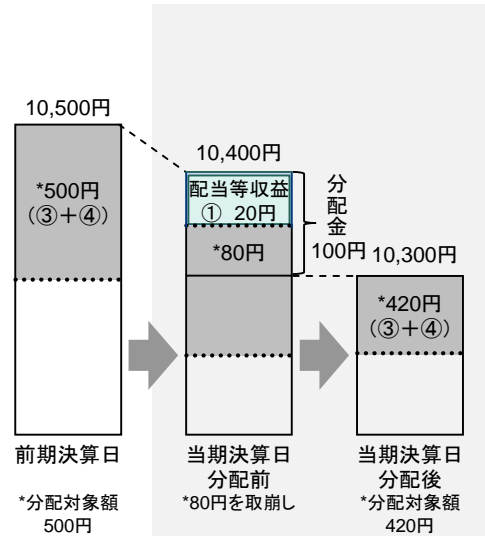 10,500円
*500円
(③+④)
前期決算日
*分配対象額
500円
10,400円
配当等収益
① 20円
*80円
分配金
100円
当期決算日
分配前
*80円を取崩し
10,300円
*420円
(③+④)
当期決算日
分配後
*分配対象額
420円